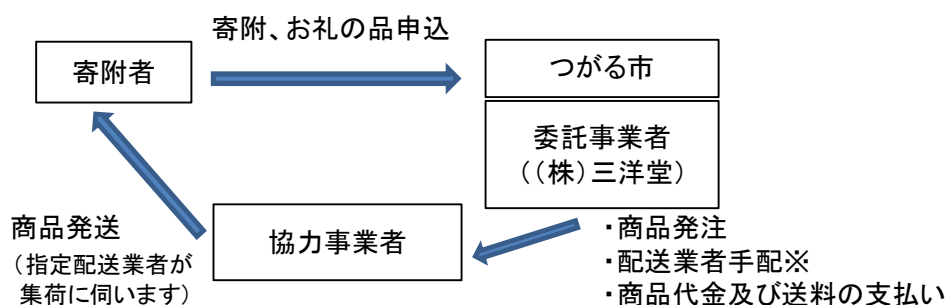 寄附、お礼の品申込
寄附者
つがる市
委託事業者
((株)三洋堂)
協力事業者
商品発送
(指定配送業者が
集荷に伺います)
・商品発注
・配送業者手配※
・商品代金及び送料の支払い